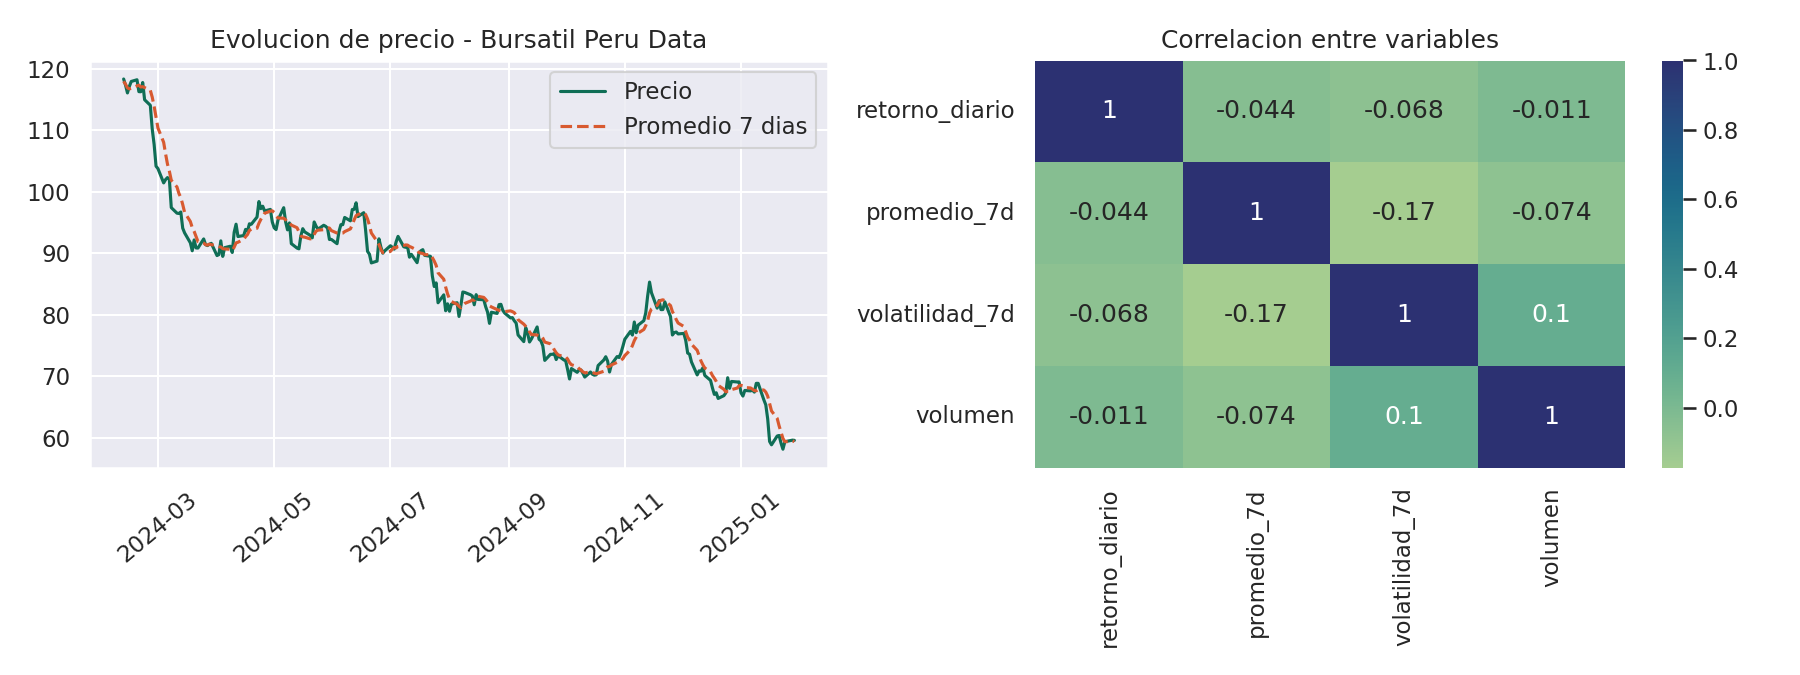 Evolucion de precio - Bursatil Peru Data
120
110
100
90
80
70
60
Precio
Promedio 7 dias
2024-03
2024-05
2024-07
2024-09
2024-11
2025-01
Correlacion entre variables
retorno_diario
1
-0.044
-0.068
-0.011
promedio_7d
-0.044
1
-0.17
-0.074
volatilidad_7d
-0.068
-0.17
1
0.1
volumen
-0.011
-0.074
0.1
1
retorno_diario
promedio_7d
volatilidad_7d
volumen
1.0
0.8
0.6
0.4
0.2
0.0